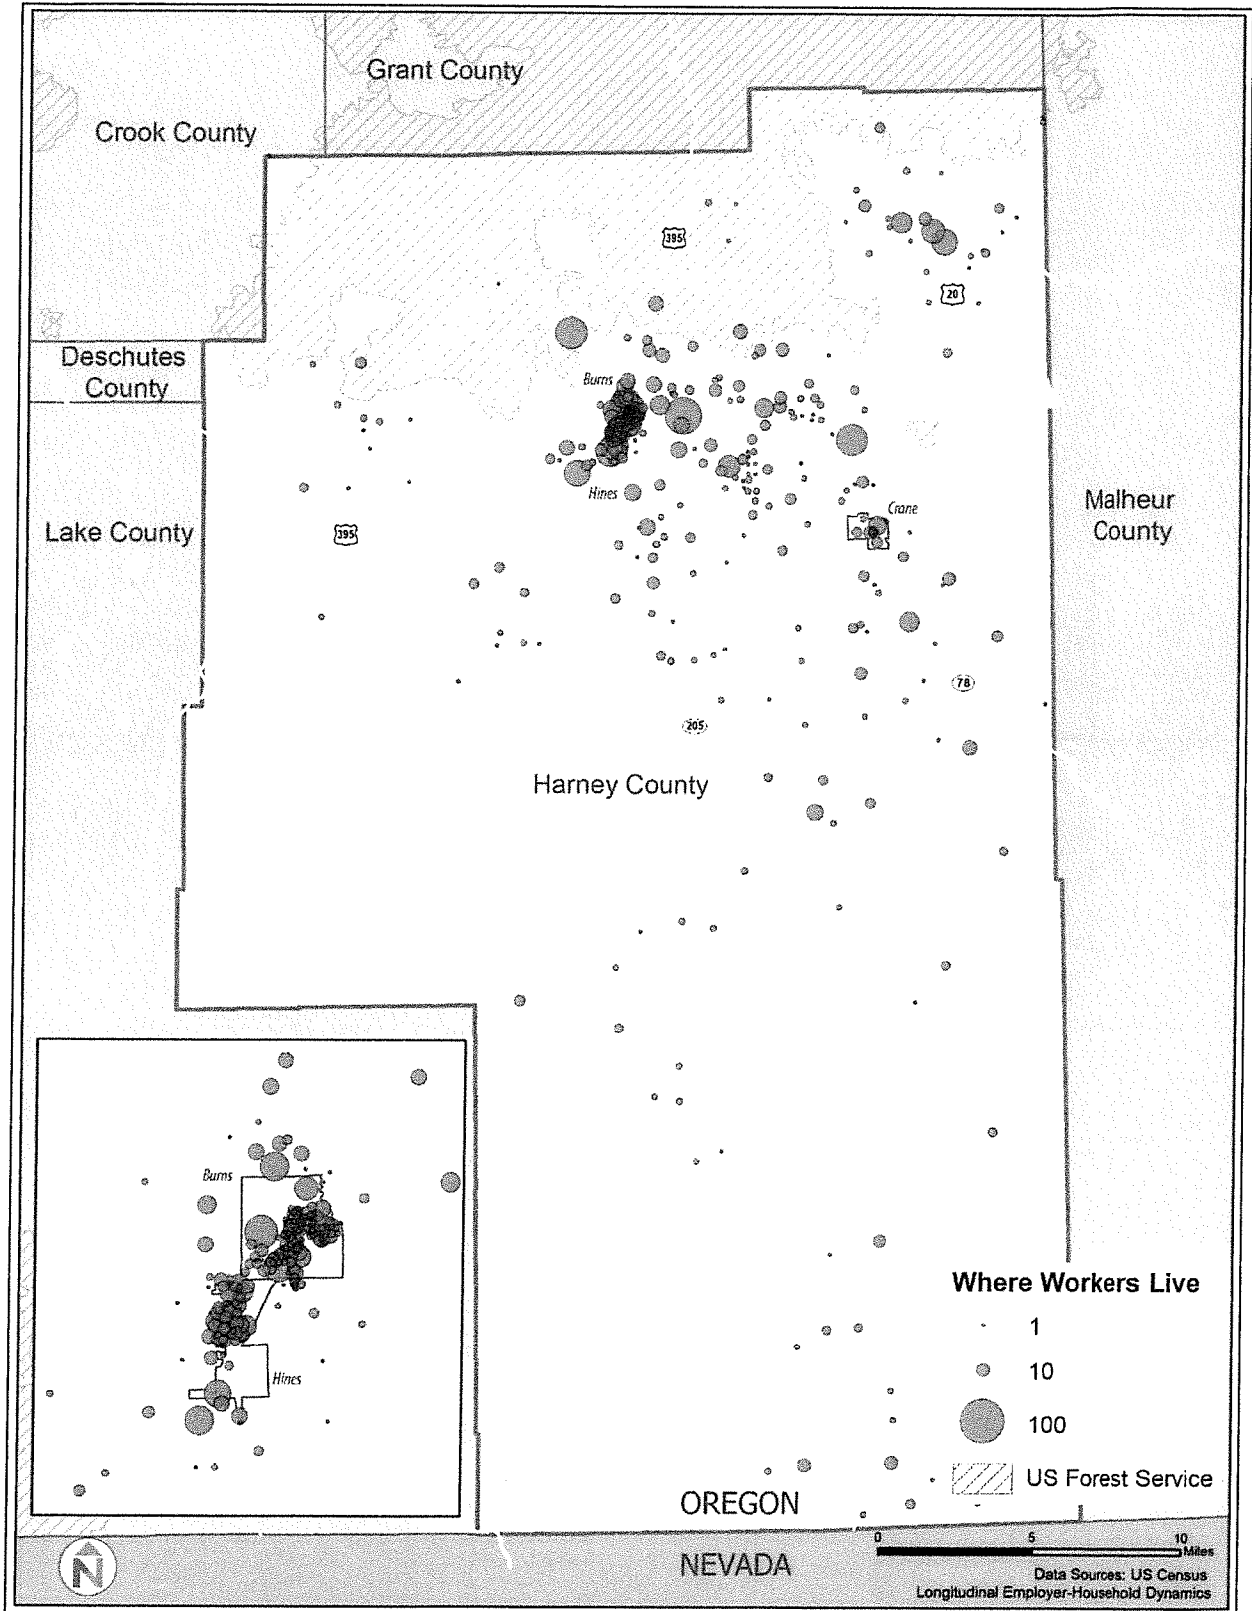 Grant County
Crook County
395
20
Deschutes
County
Burns
Hines
Crane
Malheur
County
Lake County
395
78
205
Harney County
Burns
Hines
Where Workers Live
1
10
100
US Forest Service
OREGON
NEVADA
N
0 5 10
Miles
Data Sources: US Census
Longitudinal Employer-Household Dynamics